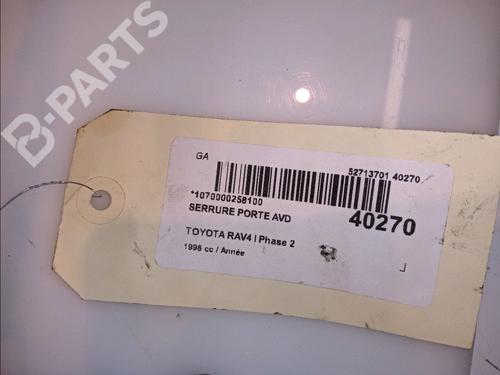 B-PARTS
GA
52713701 40270
*1070000258100
SERRURE PORTE AVD
40270
TOYOTA RAV4 I Phase 2
1998 cc / Année